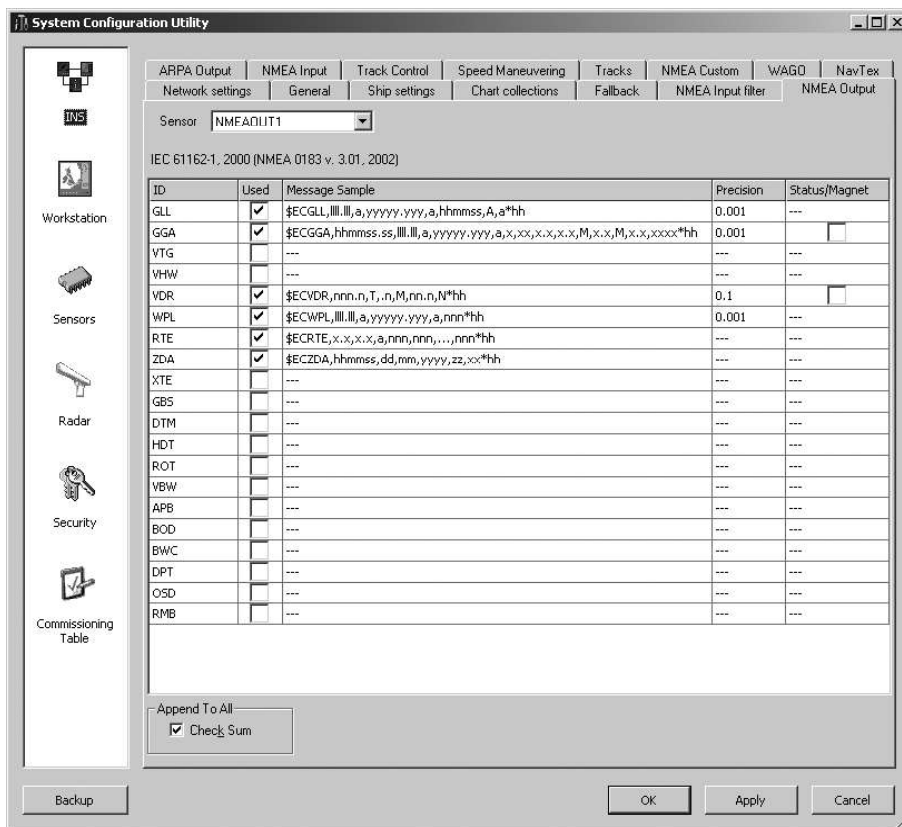 System Configuration Utility
INS
Workstation
Sensors
Radar
Security
Commissioning
Table
Backup
ARPA Output NMEA Input Track Control Speed Maneuvering Tracks NMEA Custom WAGO NavTex
Network settings General Ship settings Chart collections Fallback NMEA Input filter NMEA Output
Sensor NMEAOUT1
IEC 61162-1, 2000 (NMEA 0183 v. 3.01, 2002)
ID Used Message Sample Precision Status/Magnet
GLL $ECGLL,llll.lll,a,yyyyy.yyy,a,hhmmss,A,a*hh 0.001 ---
GGA $ECGGA,hhmmss.ss,llll.lll,a,yyyyy.yyy,a,x,xx,x.x,x.x,M,x.x,M,x.x,xxxx*hh 0.001
VTG --- --- ---
VHW --- --- ---
VDR $ECVDR,nnn.n,T,.n,M,nn.n,N*hh 0.1
WPL $ECWPL,llll.lll,a,yyyyy.yyy,a,nnn*hh 0.001 ---
RTE $ECRTE,x.x,x.x,a,nnn,nnn,...,nnn*hh --- ---
ZDA $ECZDA,hhmmss,dd,mm,yyyy,zz,xx*hh --- ---
XTE --- --- ---
GBS --- --- ---
DTM --- --- ---
HDT --- --- ---
ROT --- --- ---
VBW --- --- ---
APB --- --- ---
BOD --- --- ---
BWC --- --- ---
DPT --- --- ---
OSD --- --- ---
RMB --- --- ---
Append To All
Check Sum
OK Apply Cancel